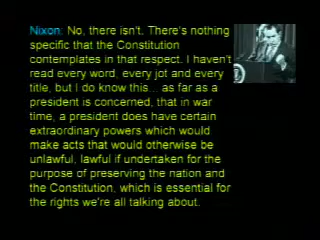 Nixon: No, there isn't. There's nothing
specific that the Constitution
contemplates in that respect. I haven't
read every word, every jot and every
title, but I do know this... as far as a
president is concerned, that in war
time, a president does have certain
extraordinary powers which would
make acts that would otherwise be
unlawful, lawful if undertaken for the
purpose of preserving the nation and
the Constitution, which is essential for
the rights we're all talking about.